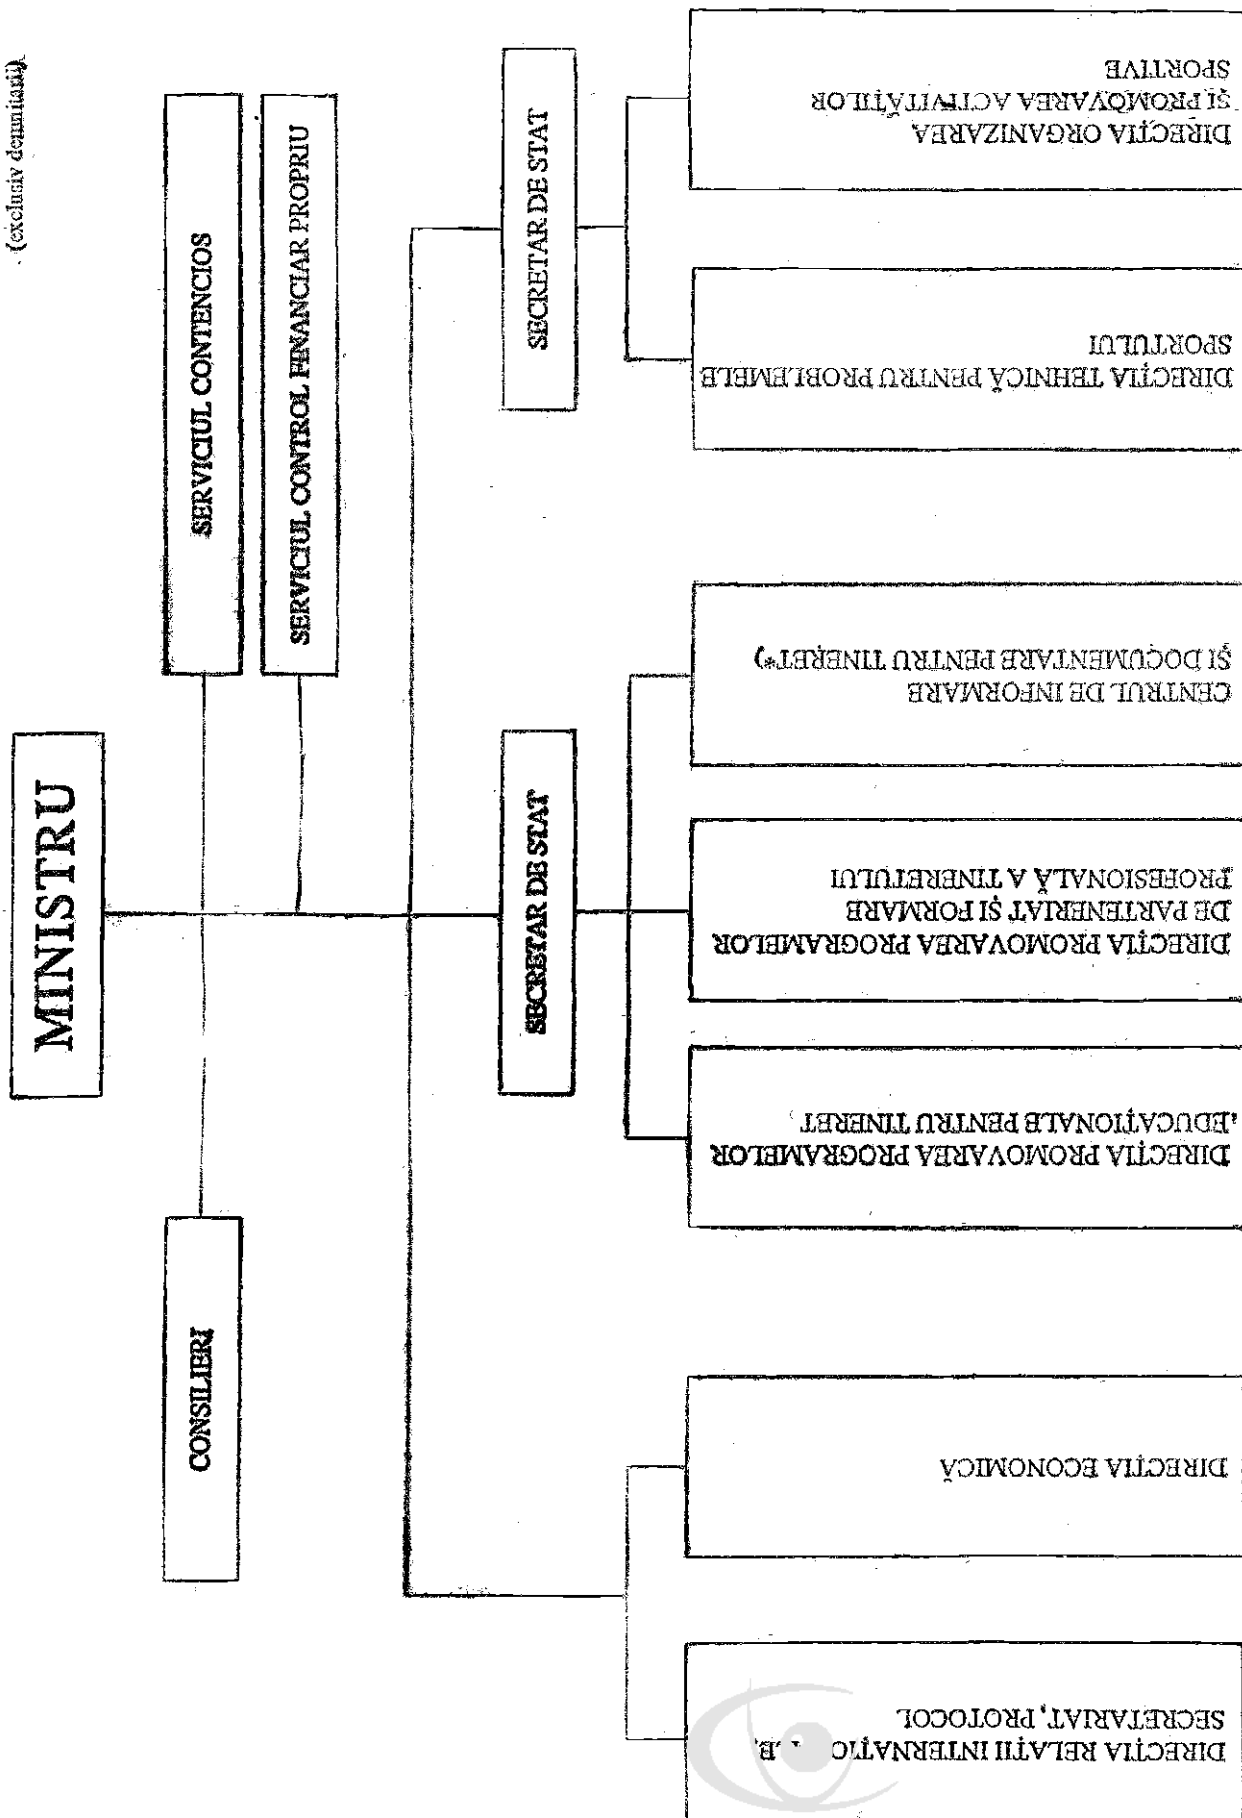 (exclusiv demnitarii)
MINISTRU
CONSILIERI
SERVICIUL CONTENCIOS
SERVICIUL CONTROL FINANCIAR PROPRIU
SECRETAR DE STAT
SECRETAR DE STAT
DIRECȚIA RELAȚII
SECRETARIAT, PROTOCOL
DIRECȚIA ECONOMICĂ
DIRECȚIA PROMOVAREA PROGRAMELOR
EDUCAȚIONALE PENTRU TINERET
DIRECȚIA PROMOVAREA PROGRAMELOR
DE PARTENERIAT ȘI FORMARE
PROFESIONALĂ A TINERETULUI
CENTRUL DE INFORMARE
ȘI DOCUMENTARE PENTRU TINERET*)
DIRECȚIA TEHNICĂ PENTRU PROBLEMELE
SPORTULUI
DIRECȚIA ORGANIZAREA
ȘI PROMOVAREA ACTIVITĂȚILOR
SPORTIVE